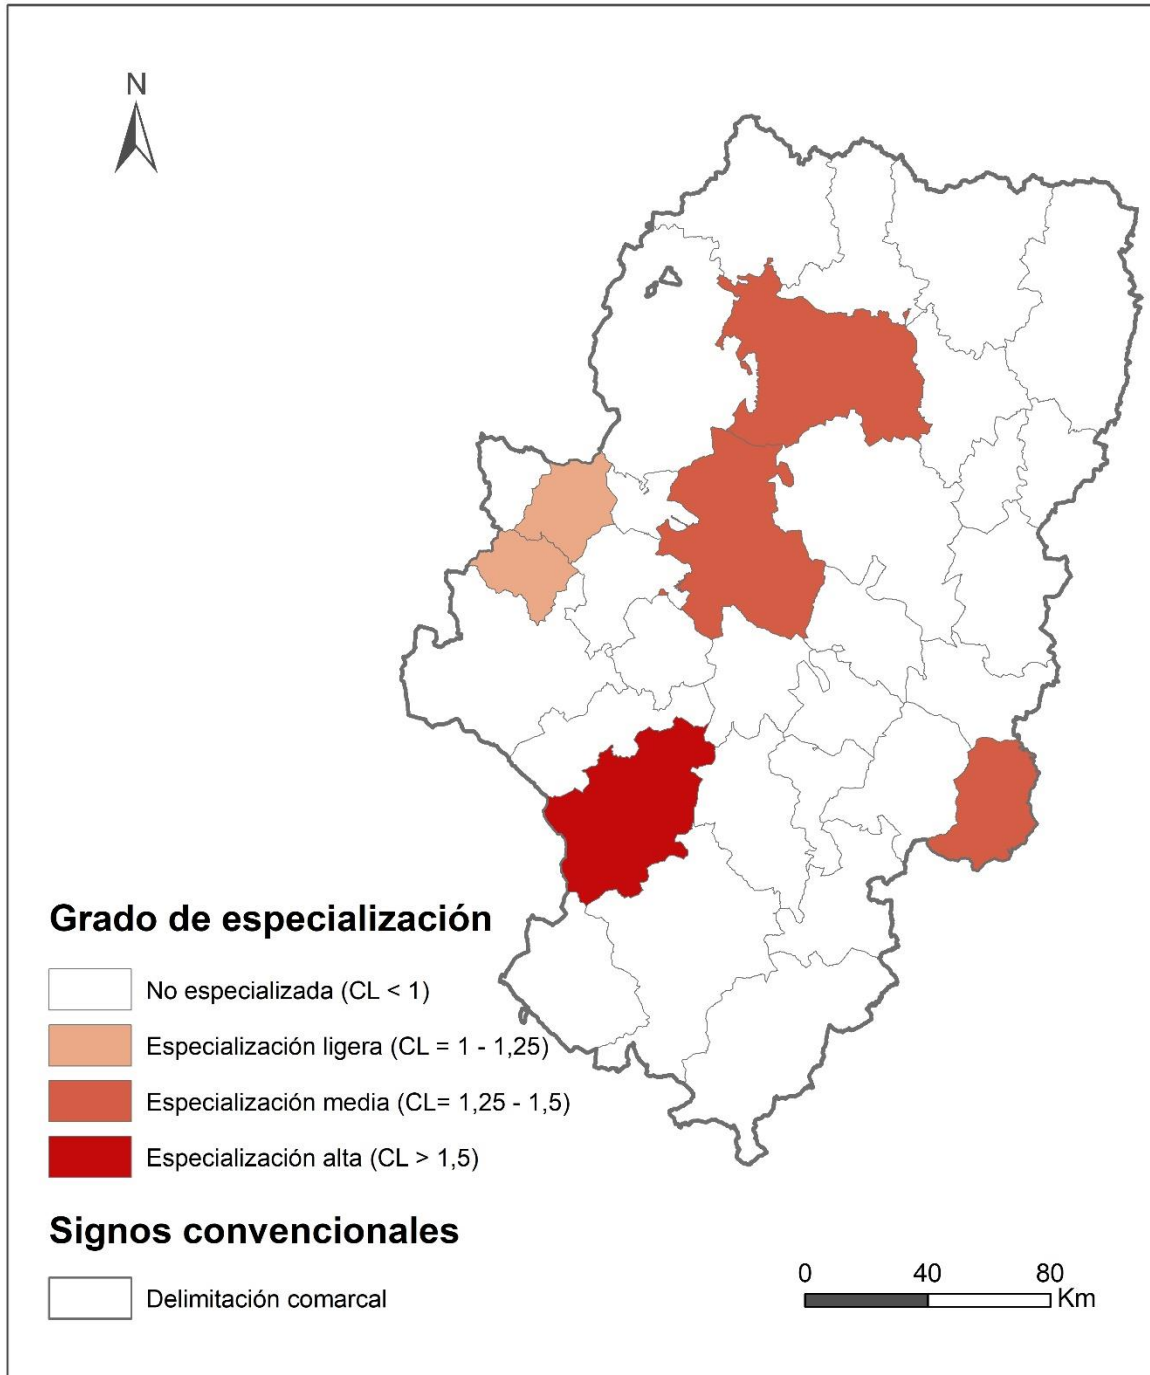 N
Grado de especialización
No especializada (CL < 1)
Especialización ligera (CL = 1 - 1,25)
Especialización media (CL= 1,25 - 1,5)
Especialización alta (CL > 1,5)
Signos convencionales
Delimitación comarcal
0 40 80
Km